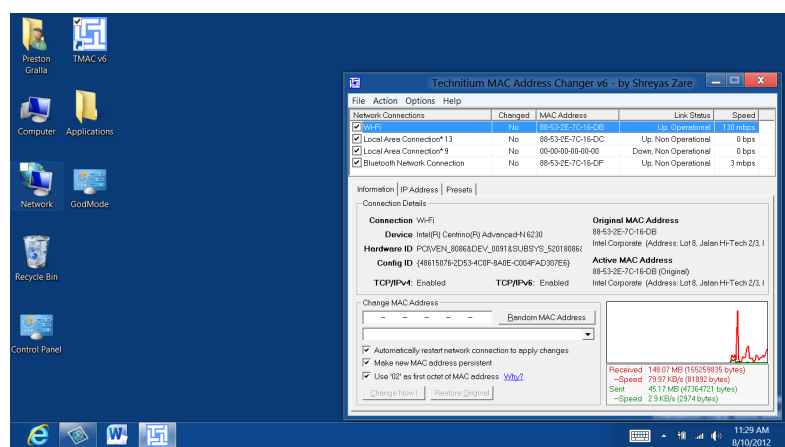 Preston
Gralla
TMAC v6
Computer
Applications
Network
GodMode
Recycle Bin
Control Panel
Technitium MAC Address Changer v6 - by Shreyas Zare
File Action Options Help
Network Connections Changed MAC Address Link Status Speed
Wi-Fi No 88-53-2E-7C-16-DB Up, Operational 130 mbps
Local Area Connection* 13 No 88-53-2E-7C-16-DC Up, Non Operational 0 bps
Local Area Connection* 9 No 00-00-00-00-00-00 Down, Non Operational 0 bps
Bluetooth Network Connection No 88-53-2E-7C-16-DF Up, Non Operational 3 mbps
Information IP Address Presets
Connection Details
Connection Wi-Fi
Device Intel(R) Centrino(R) Advanced-N 6230
Hardware ID PCI\VEN_8086&DEV_0091&SUBSYS_52018086&
Config ID {48615076-2D53-4C0F-8A0E-C004FAD307E6}
TCP/IPv4: Enabled TCP/IPv6: Enabled
Original MAC Address
88-53-2E-7C-16-DB
Intel Corporate (Address: Lot 8, Jalan Hi-Tech 2/3, I
Active MAC Address
88-53-2E-7C-16-DB (Original)
Intel Corporate (Address: Lot 8, Jalan Hi-Tech 2/3, I
Change MAC Address
- - - - -
Random MAC Address
Automatically restart network connection to apply changes
Make new MAC address persistent
Use '02' as first octet of MAC address Why?
Change Now ! Restore Original
Received 148.07 MB (155259835 bytes)
-Speed 79.97 KB/s (81892 bytes)
Sent 45.17 MB (47364721 bytes)
-Speed 2.9 KB/s (2974 bytes)
11:29 AM
8/10/2012